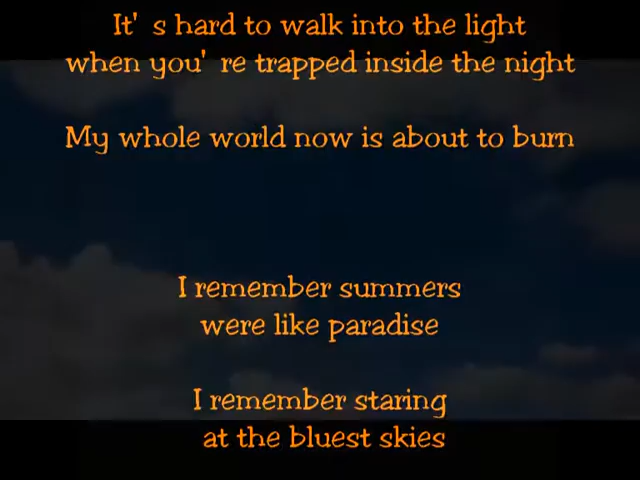 It's hard to walk into the light
when you're trapped inside the night
My whole world now is about to burn
I remember summers
were like paradise
I remember staring
at the bluest skies